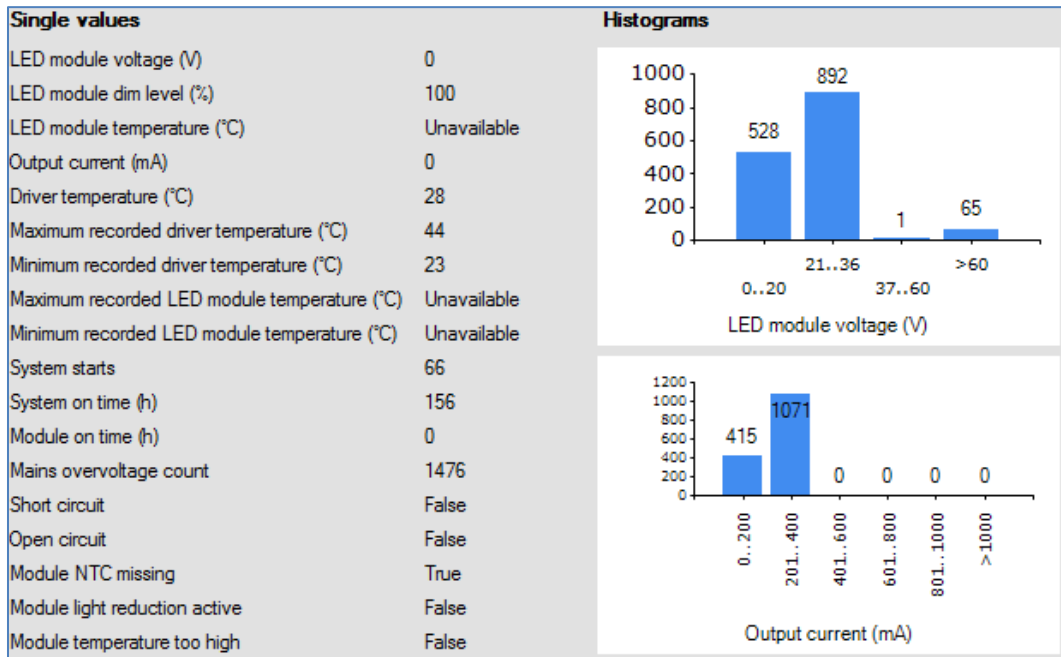 Single values
LED module voltage (V) 0
LED module dim level (%) 100
LED module temperature (°C) Unavailable
Output current (mA) 0
Driver temperature (°C) 28
Maximum recorded driver temperature (°C) 44
Minimum recorded driver temperature (°C) 23
Maximum recorded LED module temperature (°C) Unavailable
Minimum recorded LED module temperature (°C) Unavailable
System starts 66
System on time (h) 156
Module on time (h) 0
Mains overvoltage count 1476
Short circuit False
Open circuit False
Module NTC missing True
Module light reduction active False
Module temperature too high False
Histograms
1000
800
600
400
200
0
528
892
1
65
0..20
21..36
37..60
>60
LED module voltage (V)
1200
1000
800
600
400
200
0
415
1071
0
0
0
0
0..200
201..400
401..600
601..800
801..1000
>1000
Output current (mA)